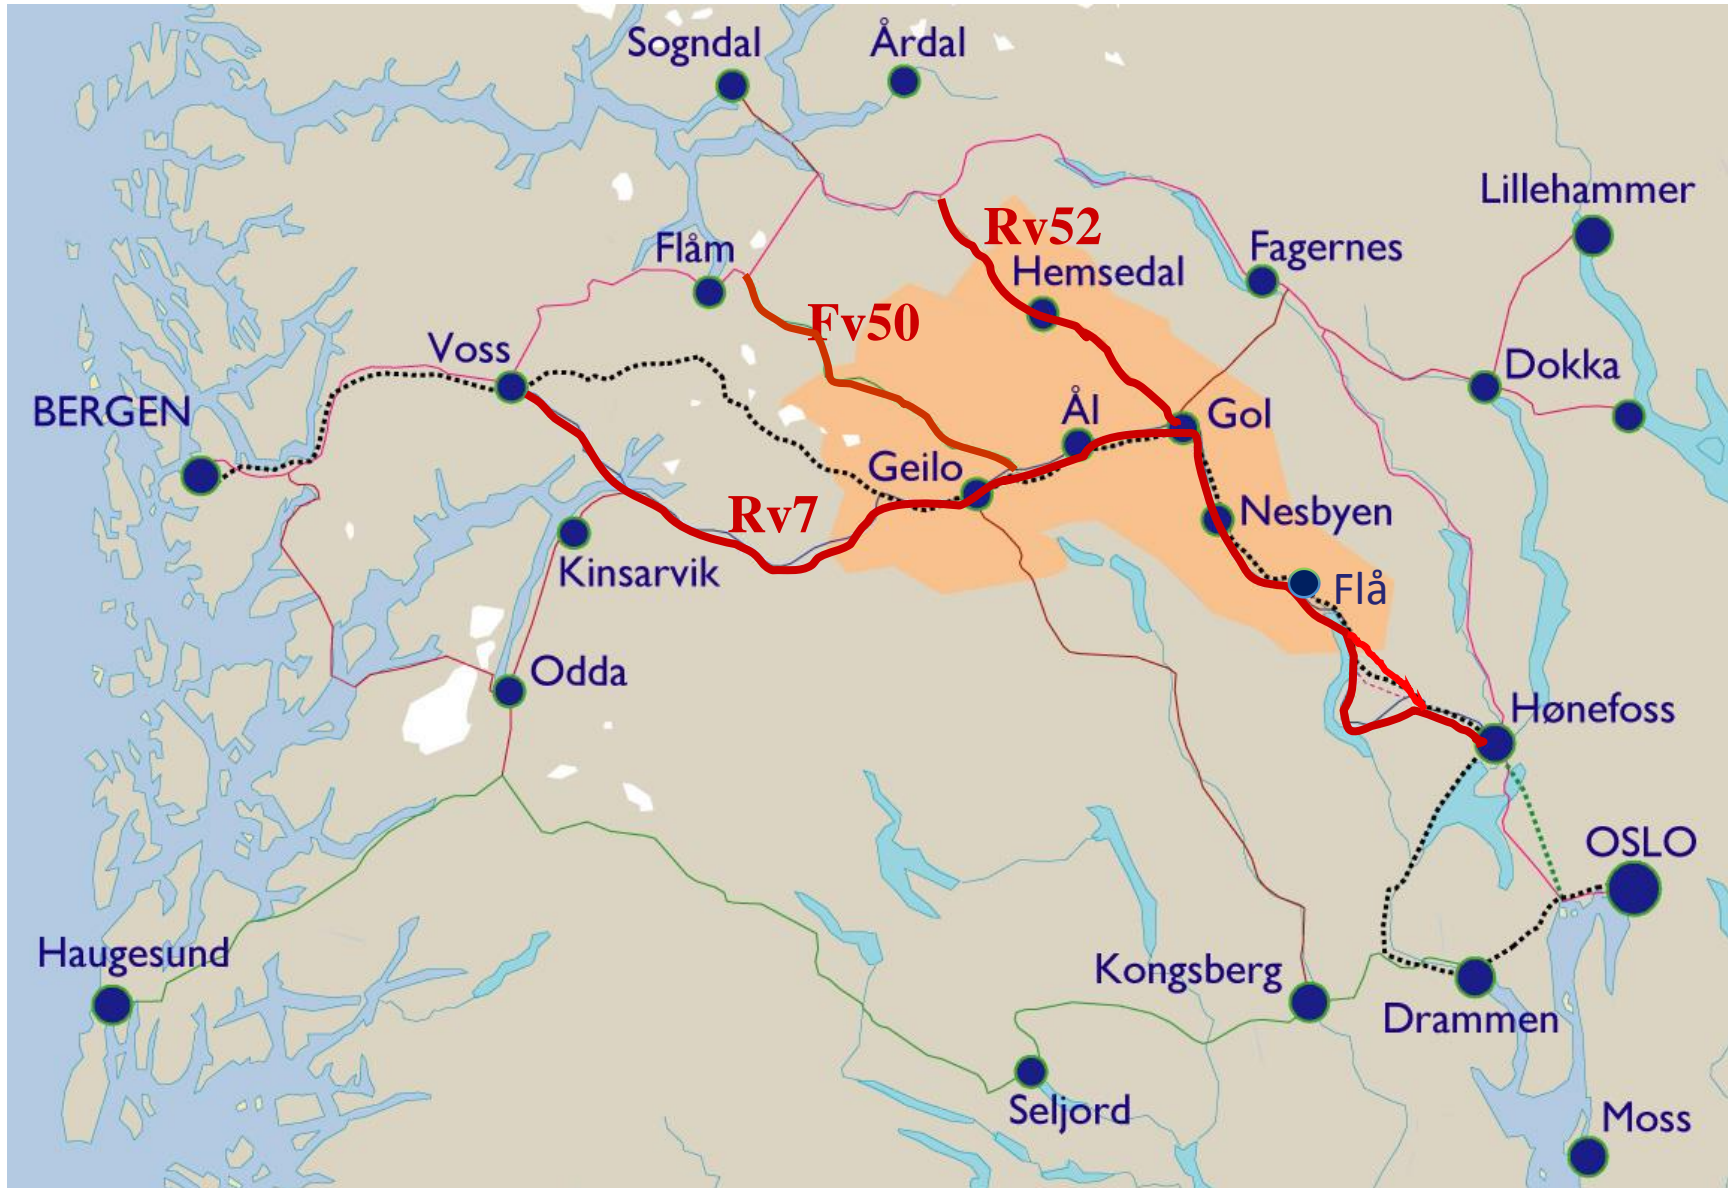 Sogndal
Årdal
Lillehammer
Rv52
Flåm
Fagernes
Hemsedal
Fv50
Voss
Dokka
BERGEN
Ål
Gol
Geilo
Rv7
Nesbyen
Kinsarvik
Flå
Odda
Hønefoss
OSLO
Haugesund
Kongsberg
Drammen
Seljord
Moss